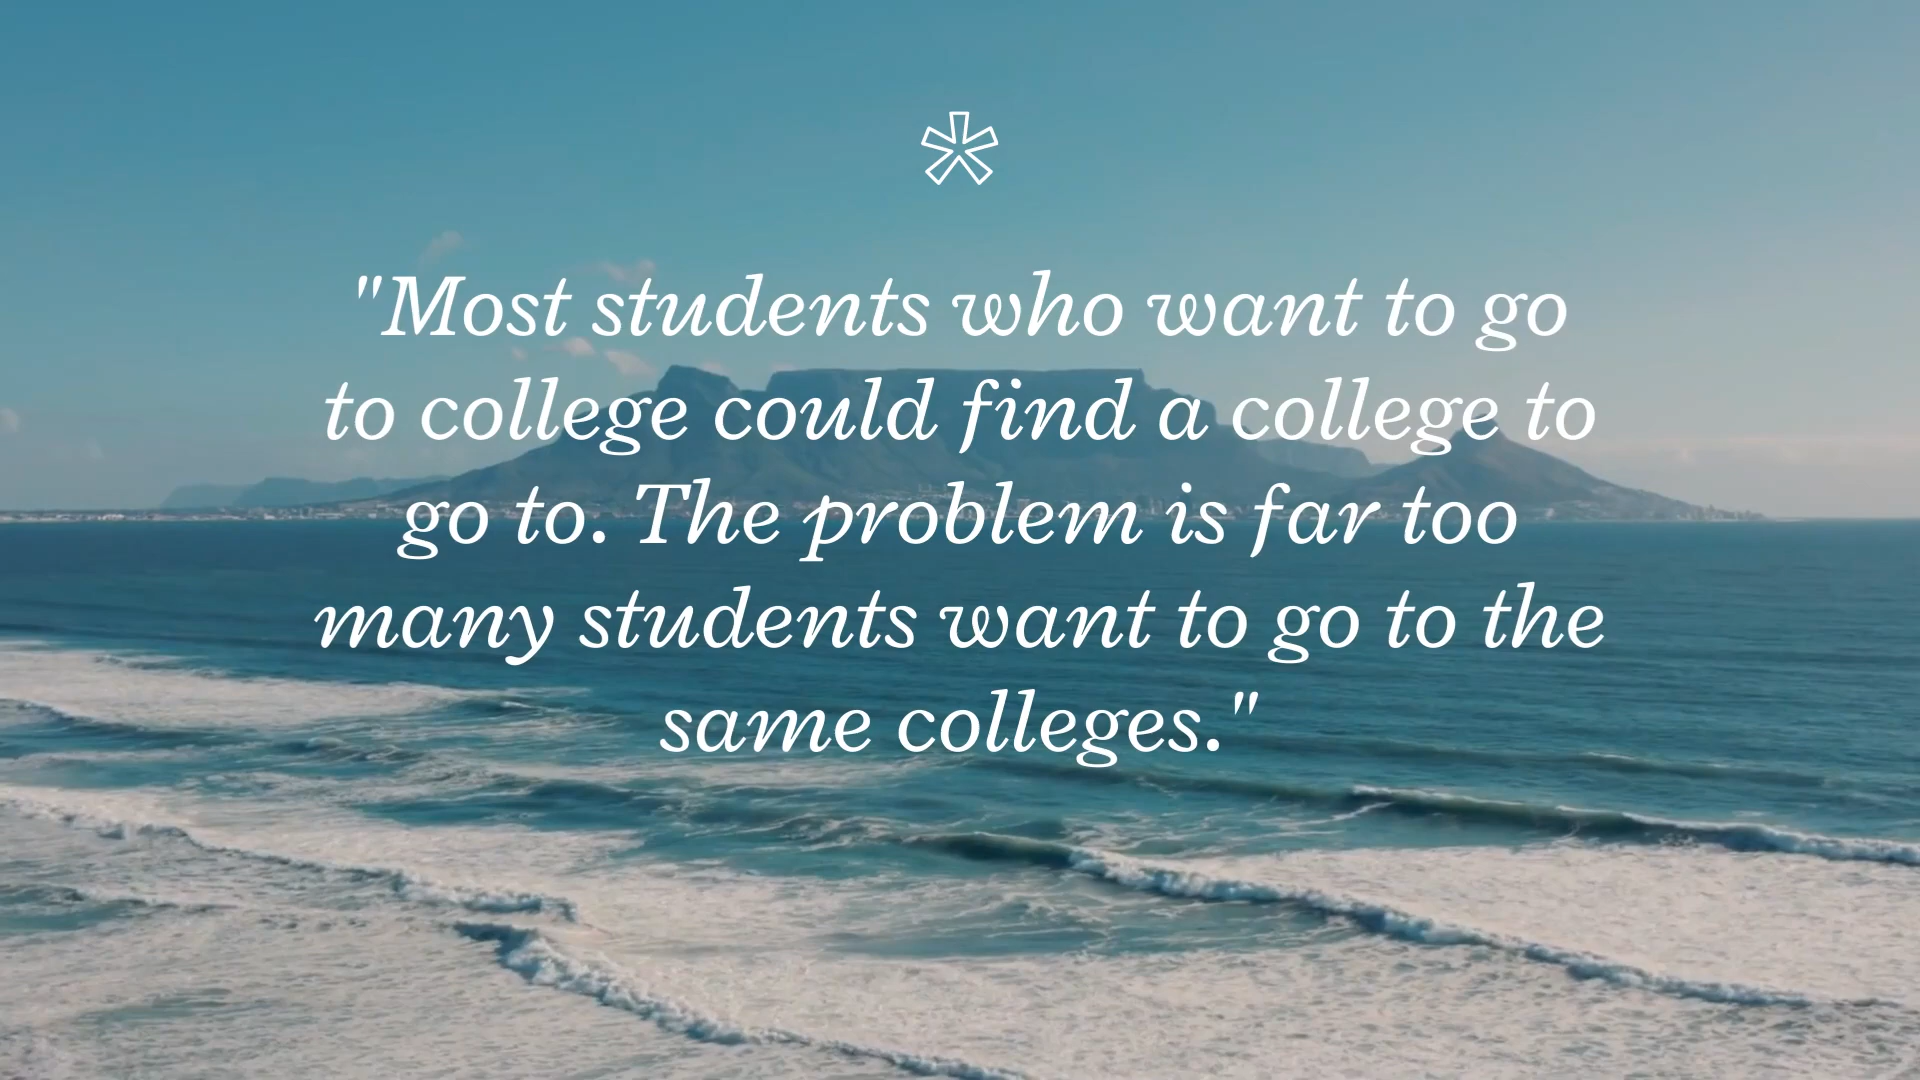 "Most students who want to go
to college could find a college to
go to. The problem is far too
many students want to go to the
same colleges."